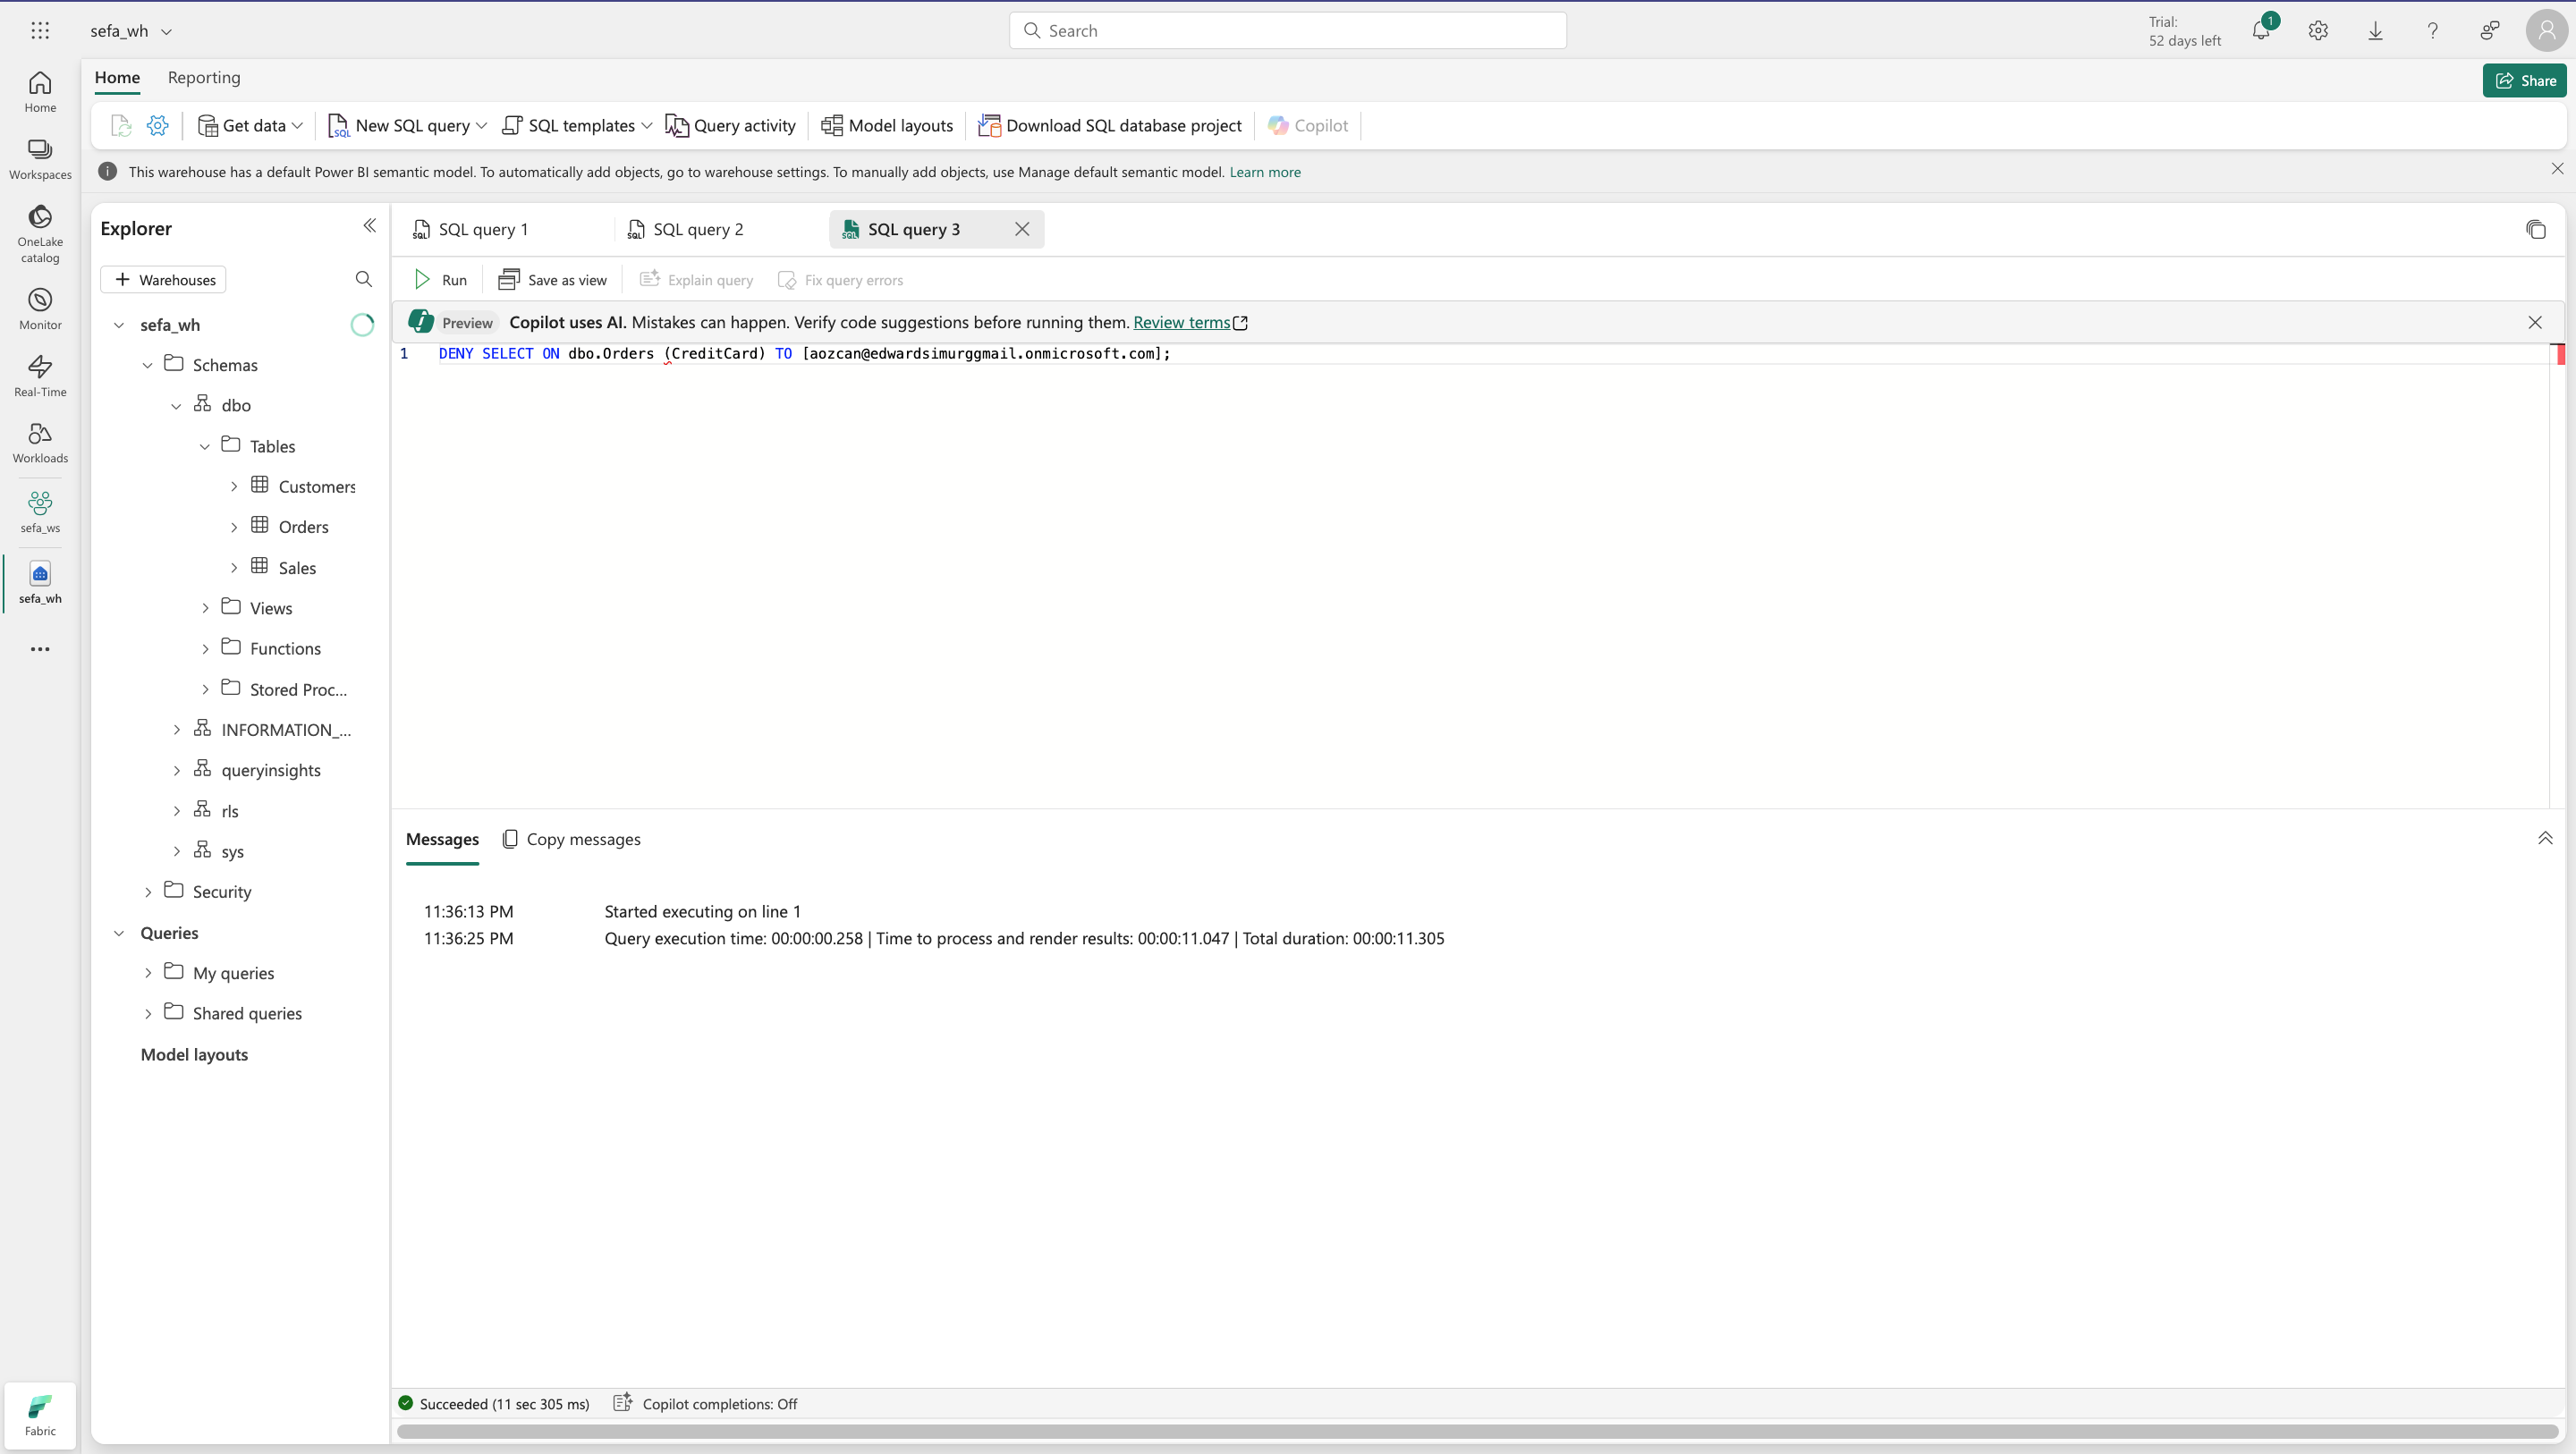 sefa_wh
Search
Trial:
52 days left
1
Home
Reporting
Share
Get data
New SQL query
SQL templates
Query activity
Model layouts
Download SQL database project
Copilot
This warehouse has a default Power BI semantic model. To automatically add objects, go to warehouse settings. To manually add objects, use Manage default semantic model. Learn more
Home
Workspaces
OneLake
catalog
Monitor
Real-Time
Workloads
sefa_ws
sefa_wh
Fabric
Explorer
Warehouses
sefa_wh
Schemas
dbo
Tables
Customers
Orders
Sales
Views
Functions
Stored Proc...
INFORMATION_...
queryinsights
rls
sys
Security
Queries
My queries
Shared queries
Model layouts
SQL query 1
SQL query 2
SQL query 3
Run
Save as view
Explain query
Fix query errors
Preview
Copilot uses AI. Mistakes can happen. Verify code suggestions before running them. Review terms
1 DENY SELECT ON dbo.Orders (CreditCard) TO [aozcan@edwardsimurggmail.onmicrosoft.com];
Messages
Copy messages
11:36:13 PM Started executing on line 1
11:36:25 PM Query execution time: 00:00:00.258 | Time to process and render results: 00:00:11.047 | Total duration: 00:00:11.305
Succeeded (11 sec 305 ms)
Copilot completions: Off